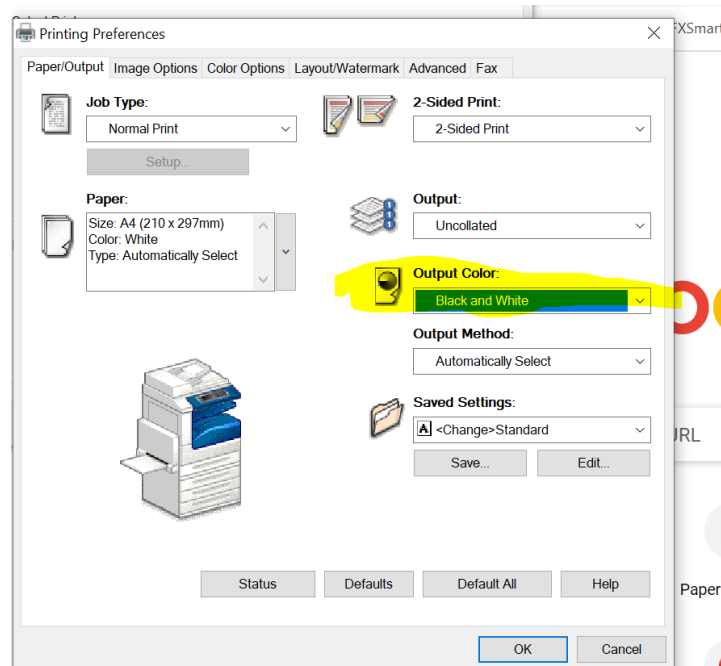 Printing Preferences
FXSmart
Paper/Output Image Options Color Options Layout/Watermark Advanced Fax
Job Type:
Normal Print
Setup...
2-Sided Print:
2-Sided Print
Paper:
Size: A4 (210 x 297mm)
Color: White
Type: Automatically Select
Output:
Uncollated
Output Color:
Black and White
Output Method:
Automatically Select
Saved Settings:
A <Change>Standard
Save... Edit...
URL
Status Defaults Default All Help
Paper
OK Cancel